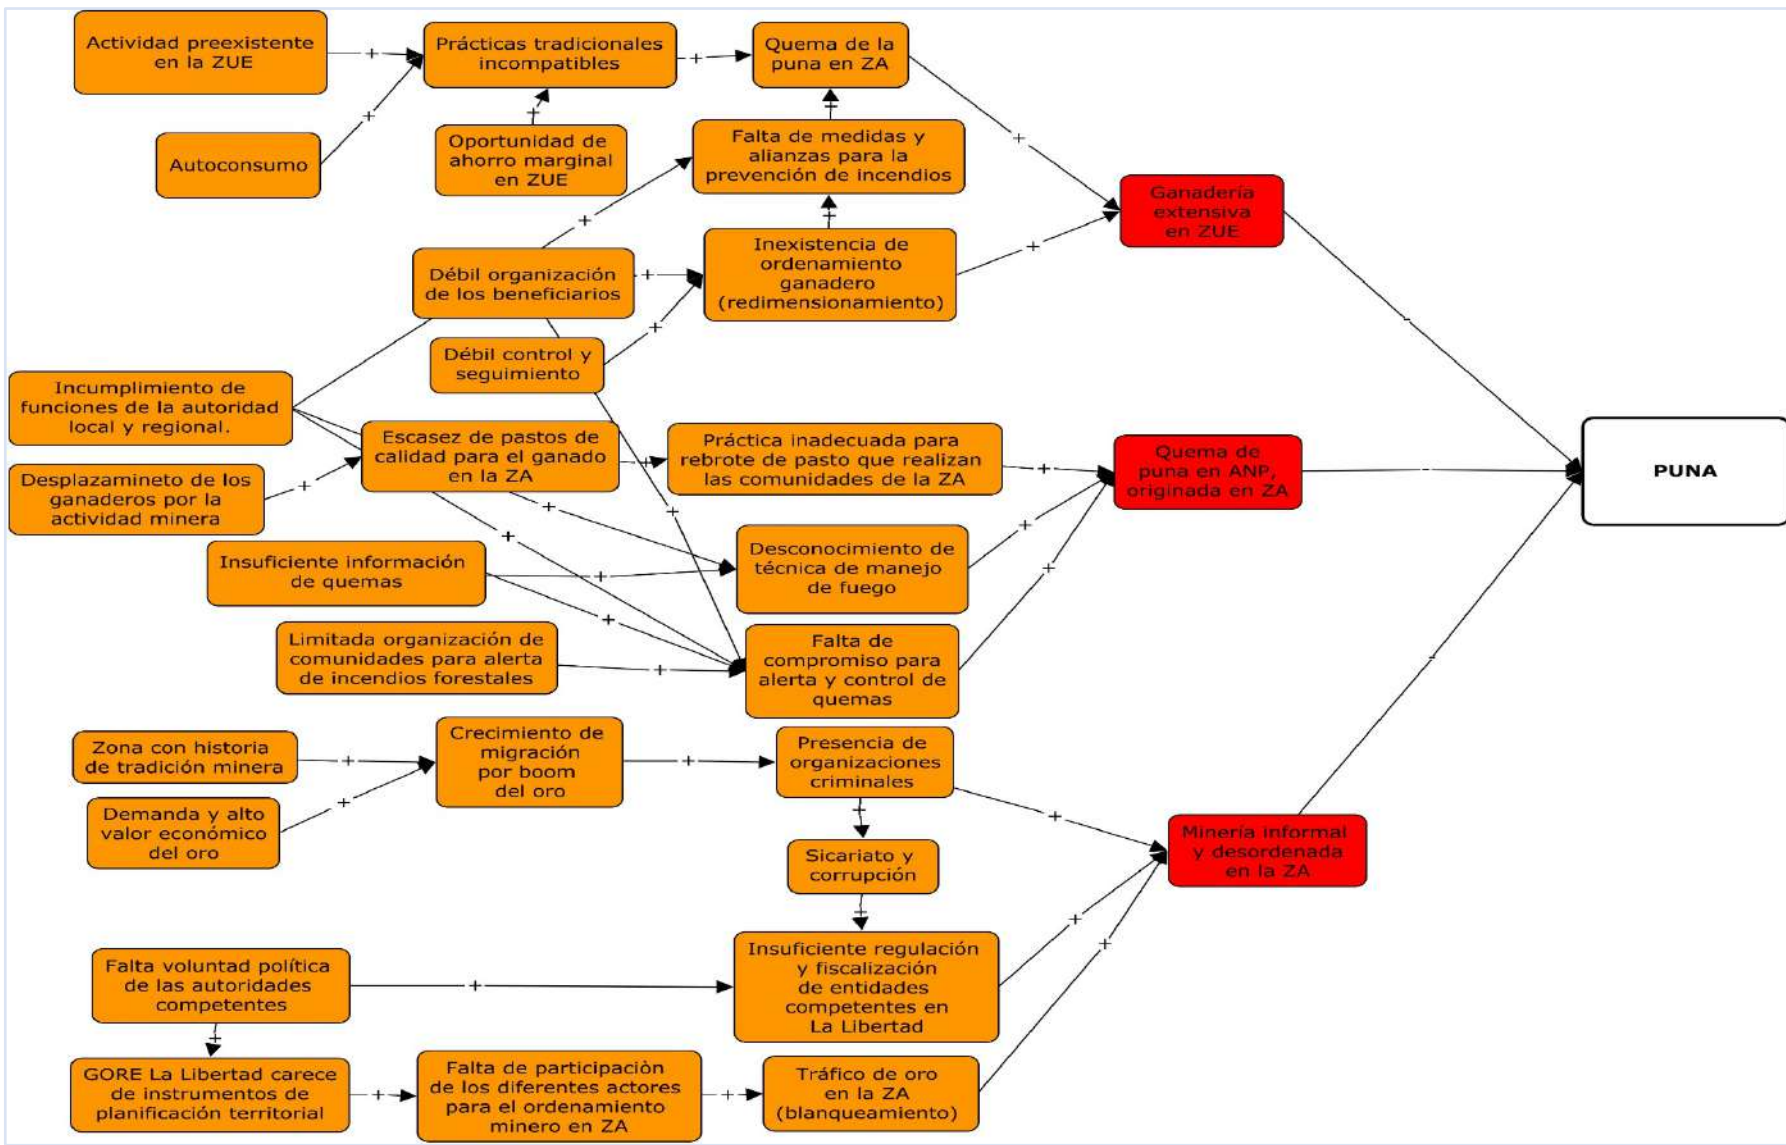 Actividad preexistente
en la ZUE
Prácticas tradicionales
incompatibles
Quema de la
puna en ZA
Autoconsumo
Oportunidad de
ahorro marginal
en ZUE
Falta de medidas y
alianzas para la
prevención de incendios
Ganadería
extensiva
en ZUE
Débil organización
de los beneficiarios
Inexistencia de
ordenamiento
ganadero
(redimensionamiento)
Débil control y
seguimiento
Incumplimiento de
funciones de la autoridad
local y regional.
Escasez de pastos de
calidad para el ganado
en la ZA
Práctica inadecuada para
rebrote de pasto que realizan
las comunidades de la ZA
Quema de
puna en ANP,
originada en ZA
PUNA
Desplazamineto de los
ganaderos por la
actividad minera
Insuficiente información
de quemas
Desconocimiento de
técnica de manejo
de fuego
Limitada organización de
comunidades para alerta
de incendios forestales
Falta de
compromiso para
alerta y control de
quemas
Zona con historia
de tradición minera
Crecimiento de
migración
por boom
del oro
Presencia de
organizaciones
criminales
Demanda y alto
valor económico
del oro
Sicariato y
corrupción
Minería informal
y desordenada
en la ZA
Falta voluntad política
de las autoridades
competentes
Insuficiente regulación
y fiscalización
de entidades
competentes en
La Libertad
GORE La Libertad carece
de instrumentos de
planificación territorial
Falta de participaciòn
de los diferentes actores
para el ordenamiento
minero en ZA
Tráfico de oro
en la ZA
(blanqueamiento)